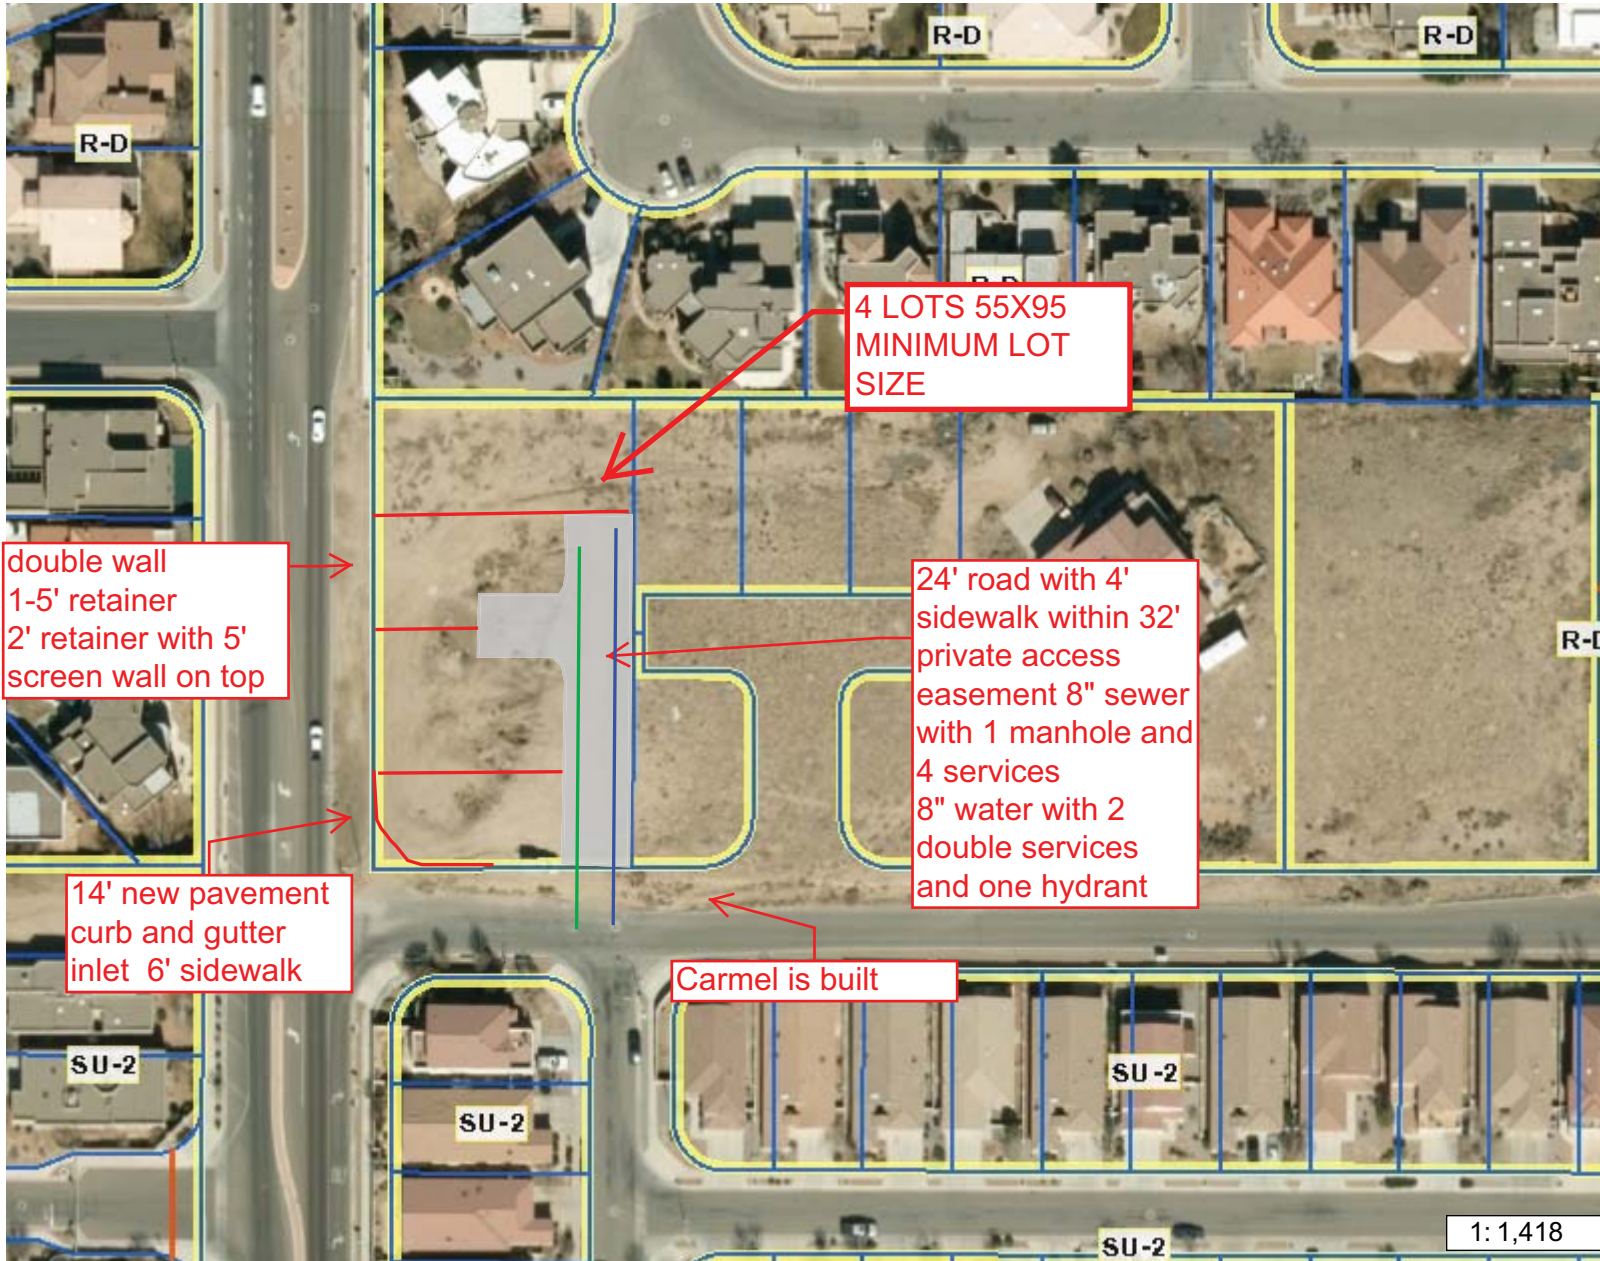 R-D
R-D
R-D
R-D
4 LOTS 55X95
MINIMUM LOT
SIZE
double wall
1-5' retainer
2' retainer with 5'
screen wall on top
24' road with 4'
sidewalk within 32'
private access
easement 8" sewer
with 1 manhole and
4 services
8" water with 2
double services
and one hydrant
R-D
14' new pavement
curb and gutter
inlet 6' sidewalk
Carmel is built
SU-2
SU-2
SU-2
SU-2
1: 1,418